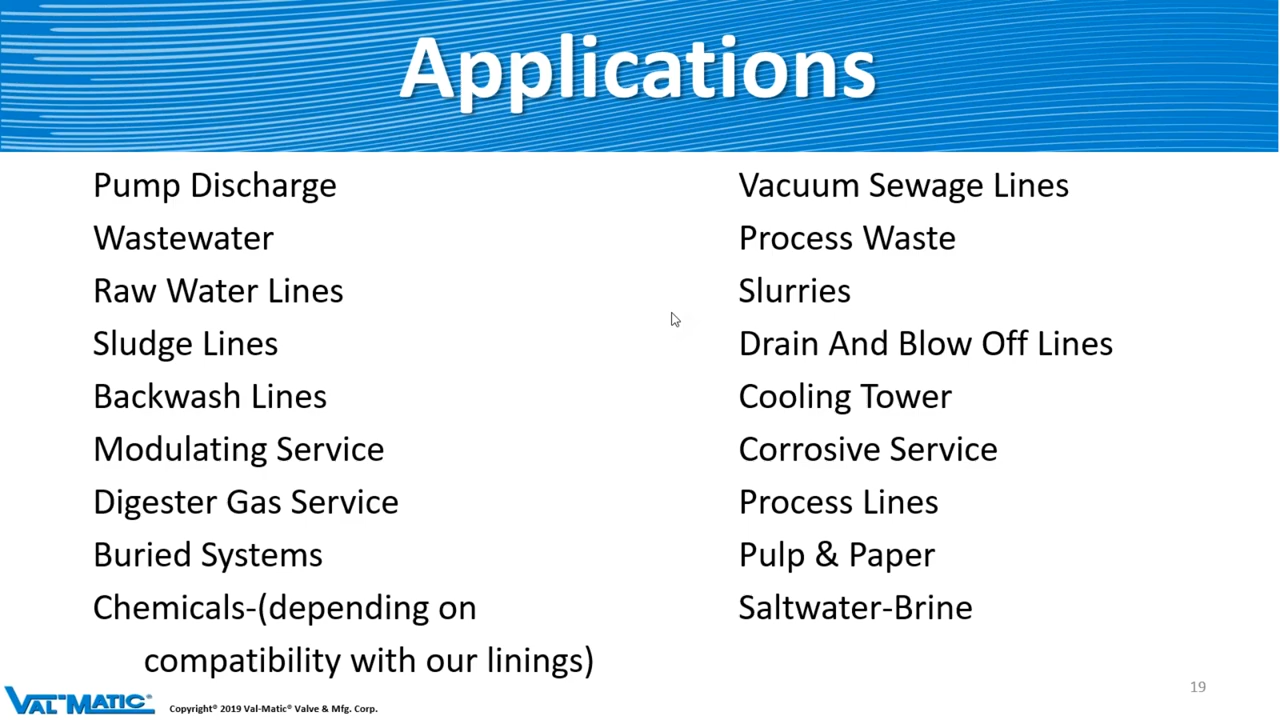 Applications
Pump Discharge
Wastewater
Raw Water Lines
Sludge Lines
Backwash Lines
Modulating Service
Digester Gas Service
Buried Systems
Chemicals-(depending on
compatibility with our linings)
Vacuum Sewage Lines
Process Waste
Slurries
Drain And Blow Off Lines
Cooling Tower
Corrosive Service
Process Lines
Pulp & Paper
Saltwater-Brine
VAL-MATIC®
Copyright® 2019 Val-Matic® Valve & Mfg. Corp.
19